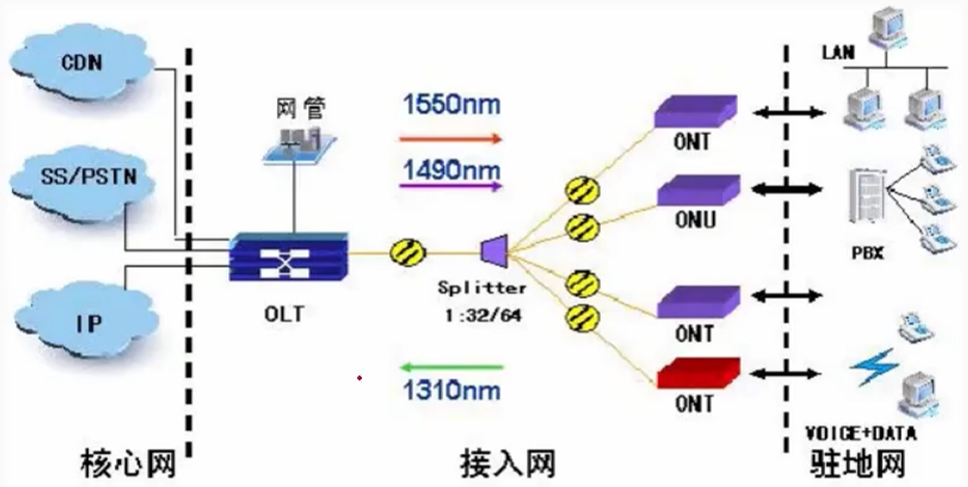 CDN
SS/PSTN
IP
网管
OLT
1550nm
1490nm
Splitter
1:32/64
1310nm
ONT
ONU
ONT
ONT
LAN
PBX
VOICE+DATA
核心网
接入网
驻地网